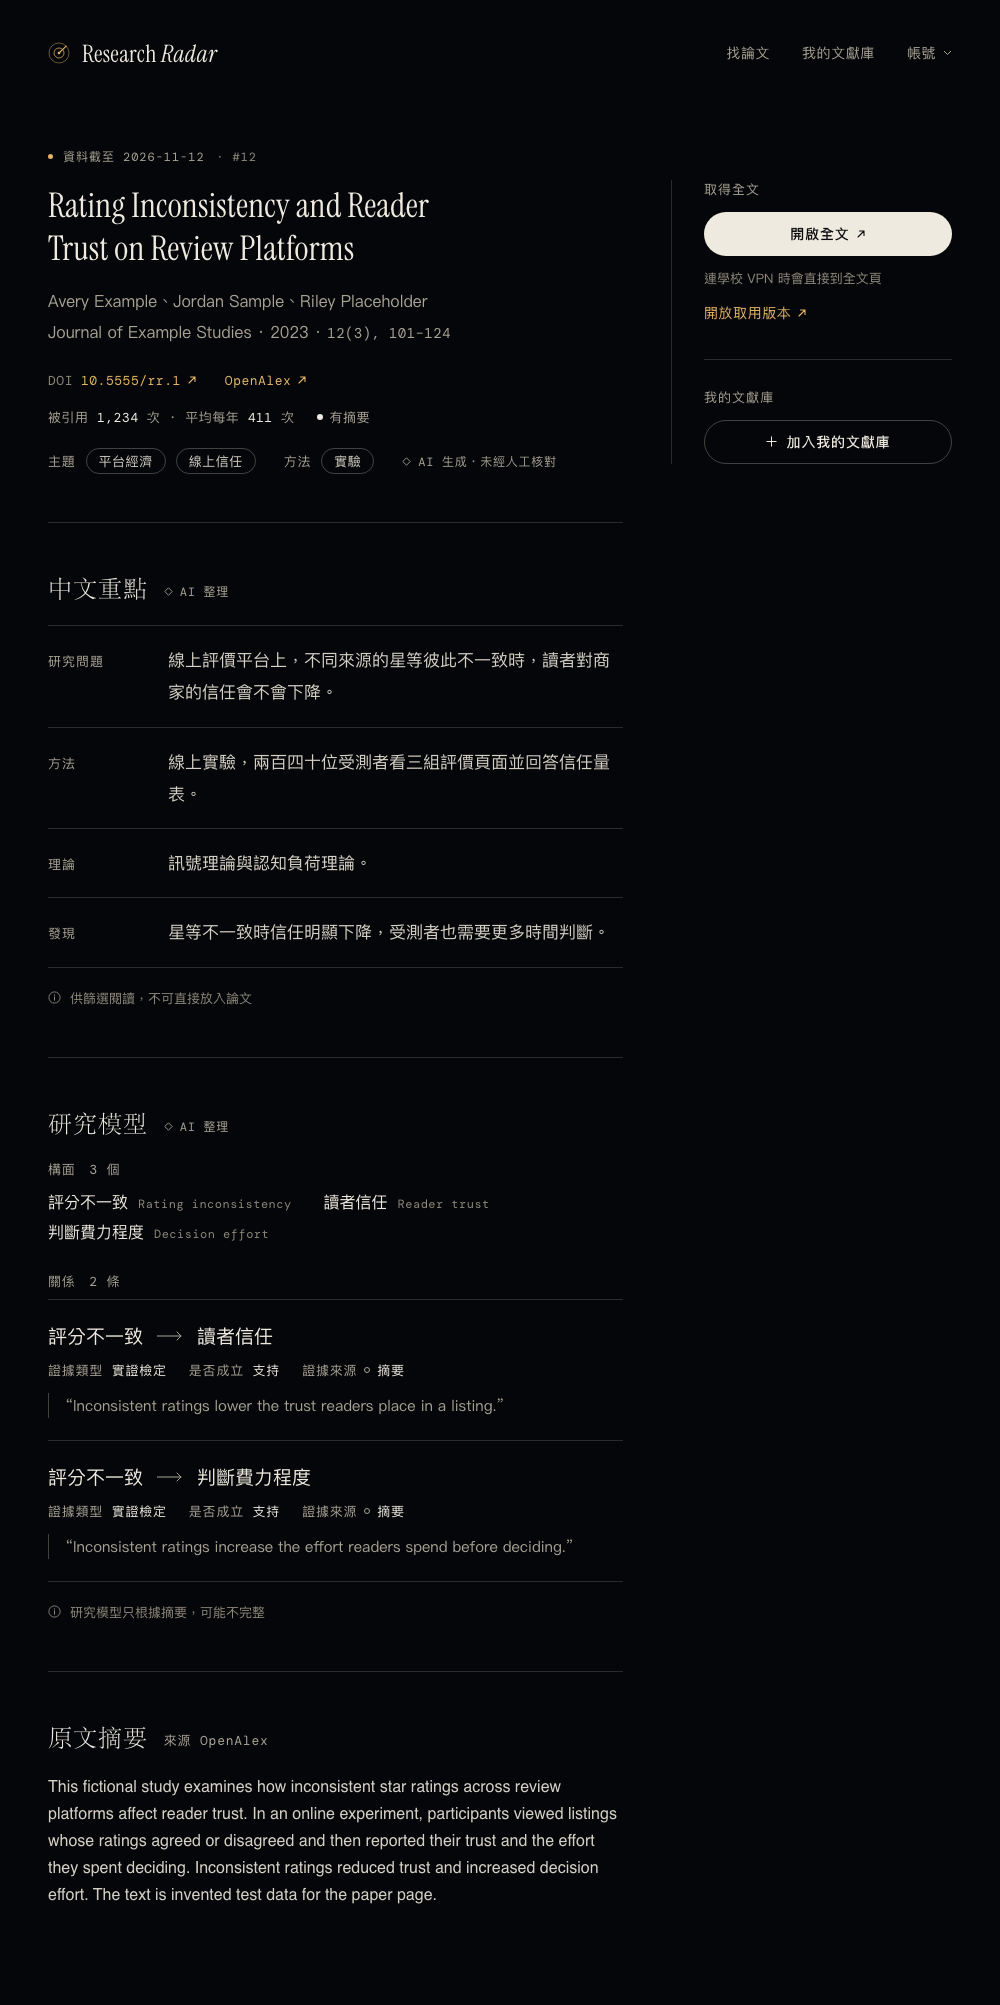 Research Radar
找論文 我的文獻庫 帳號
資料截至 2026-11-12 · #12
Rating Inconsistency and Reader
Trust on Review Platforms
Avery Example、Jordan Sample、Riley Placeholder
Journal of Example Studies · 2023 · 12(3), 101–124
DOI 10.5555/rr.1 ↗ OpenAlex ↗
被引用 1,234 次 · 平均每年 411 次 有摘要
主題 平台經濟 線上信任 方法 實驗 ◇ AI 生成·未經人工核對
取得全文
開啟全文 ↗
連學校 VPN 時會直接到全文頁
開放取用版本 ↗
我的文獻庫
＋ 加入我的文獻庫
中文重點 ◇ AI 整理
研究問題 線上評價平台上，不同來源的星等彼此不一致時，讀者對商
家的信任會不會下降。
方法 線上實驗，兩百四十位受測者看三組評價頁面並回答信任量
表。
理論 訊號理論與認知負荷理論。
發現 星等不一致時信任明顯下降，受測者也需要更多時間判斷。
ⓘ 供篩選閱讀，不可直接放入論文
研究模型 ◇ AI 整理
構面 3 個
評分不一致 Rating inconsistency 讀者信任 Reader trust
判斷費力程度 Decision effort
關係 2 條
評分不一致 → 讀者信任
證據類型 實證檢定 是否成立 支持 證據來源 ○ 摘要
“Inconsistent ratings lower the trust readers place in a listing.”
評分不一致 → 判斷費力程度
證據類型 實證檢定 是否成立 支持 證據來源 ○ 摘要
“Inconsistent ratings increase the effort readers spend before deciding.”
ⓘ 研究模型只根據摘要，可能不完整
原文摘要 來源 OpenAlex
This fictional study examines how inconsistent star ratings across review
platforms affect reader trust. In an online experiment, participants viewed listings
whose ratings agreed or disagreed and then reported their trust and the effort
they spent deciding. Inconsistent ratings reduced trust and increased decision
effort. The text is invented test data for the paper page.